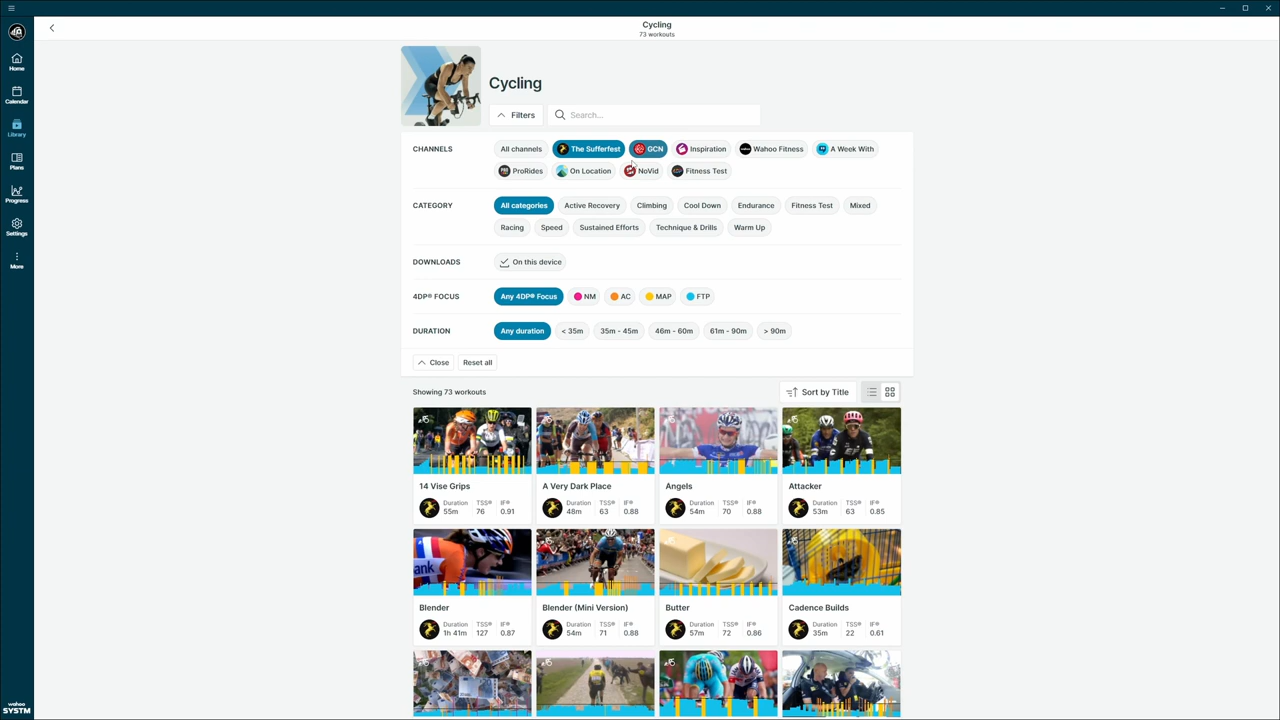 Cycling
73 workouts
Home
Calendar
Library
Plans
Progress
Settings
More
wahoo
SYSTM
Cycling
Filters
Search...
CHANNELS
All channels
The Sufferfest
GCN
Inspiration
Wahoo Fitness
A Week With
ProRides
On Location
NoVid
Fitness Test
CATEGORY
All categories
Active Recovery
Climbing
Cool Down
Endurance
Fitness Test
Mixed
Racing
Speed
Sustained Efforts
Technique & Drills
Warm Up
DOWNLOADS
On this device
4DP® FOCUS
Any 4DP® Focus
NM
AC
MAP
FTP
DURATION
Any duration
< 35m
35m - 45m
46m - 60m
61m - 90m
> 90m
Close
Reset all
Showing 73 workouts
Sort by Title
14 Vise Grips
Duration TSS® IF®
55m 76 0.91
A Very Dark Place
Duration TSS® IF®
48m 63 0.88
Angels
Duration TSS® IF®
54m 70 0.88
Attacker
Duration TSS® IF®
53m 63 0.85
Blender
Duration TSS® IF®
1h 41m 127 0.87
Blender (Mini Version)
Duration TSS® IF®
54m 71 0.88
Butter
Duration TSS® IF®
57m 72 0.86
Cadence Builds
Duration TSS® IF®
35m 22 0.61